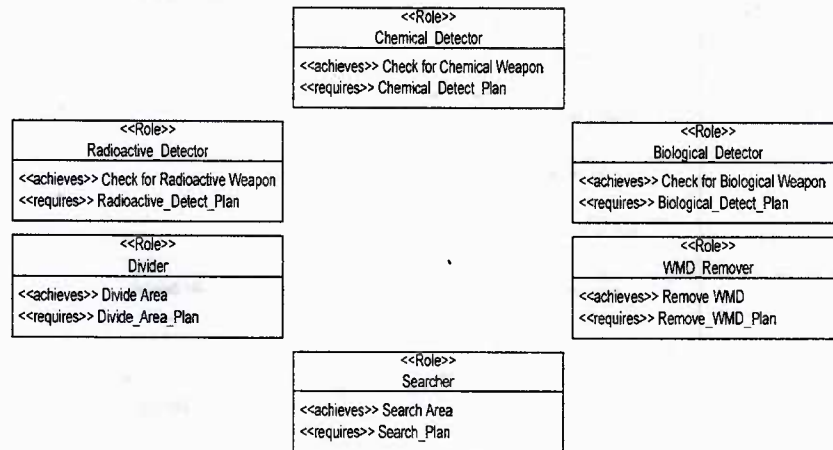 <<Role>>
Chemical_Detector
<<achieves>> Check for Chemical Weapon
<<requires>> Chemical_Detect_Plan
<<Role>>
Radioactive_Detector
<<achieves>> Check for Radioactive Weapon
<<requires>> Radioactive_Detect_Plan
<<Role>>
Biological_Detector
<<achieves>> Check for Biological Weapon
<<requires>> Biological_Detect_Plan
<<Role>>
Divider
<<achieves>> Divide Area
<<requires>> Divide_Area_Plan
<<Role>>
WMD_Remover
<<achieves>> Remove WMD
<<requires>> Remove_WMD_Plan
<<Role>>
Searcher
<<achieves>> Search Area
<<requires>> Search_Plan